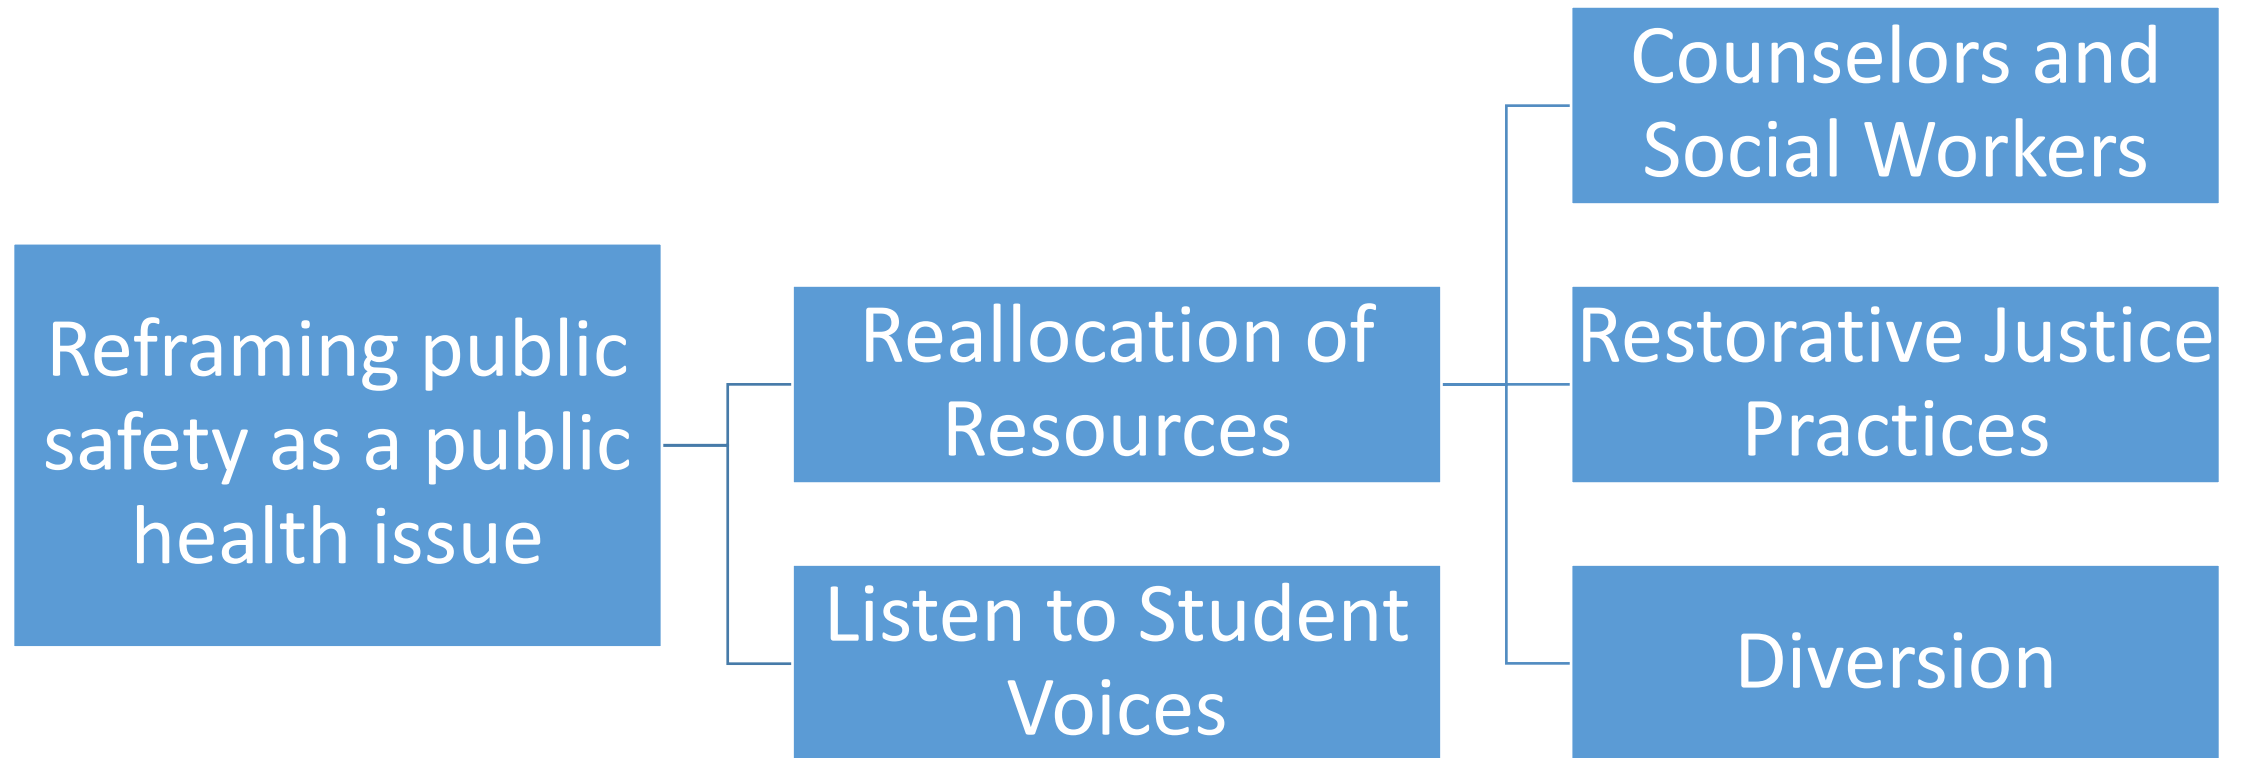 Reframing public
safety as a public
health issue
Reallocation of
Resources
Counselors and
Social Workers
Restorative Justice
Practices
Diversion
Listen to Student
Voices